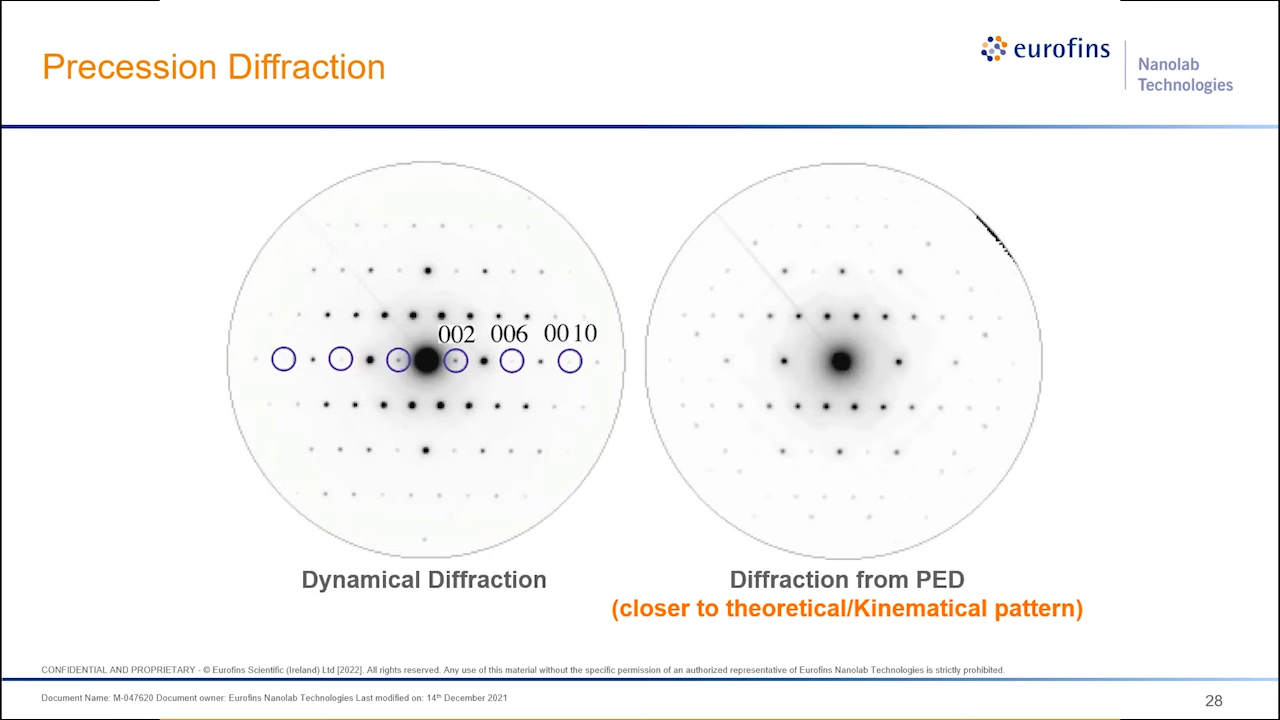 Precession Diffraction
eurofins
Nanolab
Technologies
002 006 00 10
Dynamical Diffraction
Diffraction from PED
(closer to theoretical/Kinematical pattern)
CONFIDENTIAL AND PROPRIETARY - © Eurofins Scientific (Ireland) Ltd [2022]. All rights reserved. Any use of this material without the specific permission of an authorized representative of Eurofins Nanolab Technologies is strictly prohibited.
Document Name: M-047620 Document owner: Eurofins Nanolab Technologies Last modified on: 14th December 2021
28